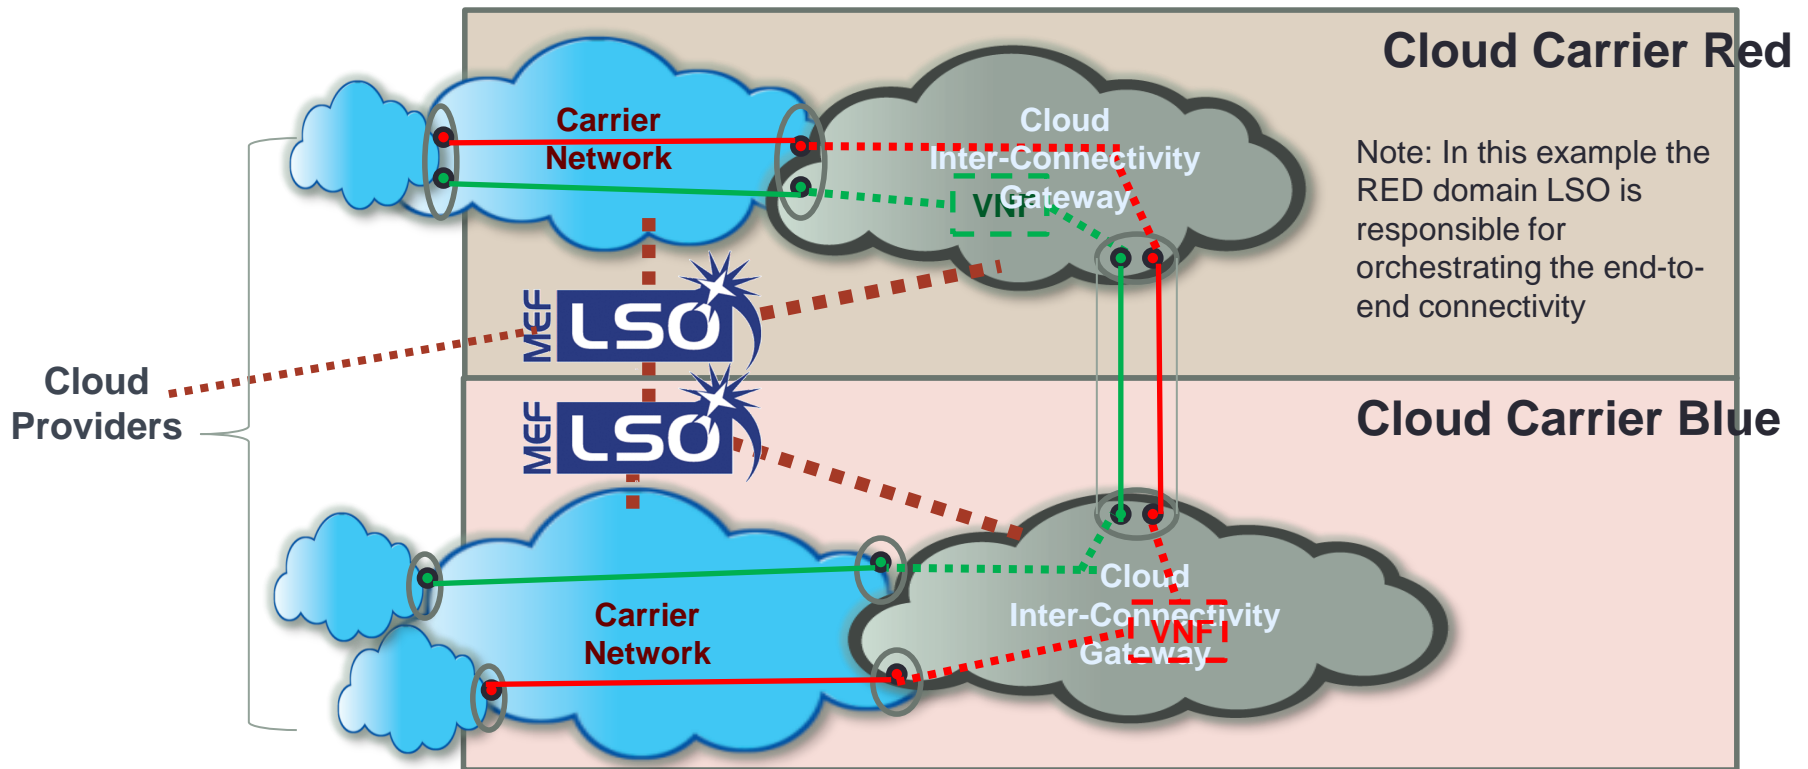 Cloud Carrier Red
Carrier
Network
Cloud
Inter-Connectivity
Gateway
VNF
Note: In this example the
RED domain LSO is
responsible for
orchestrating the end-to-
end connectivity
MEF
LSO
Cloud
Providers
Cloud Carrier Blue
MEF
LSO
Carrier
Network
Cloud
Inter-Connectivity
Gateway
VNF